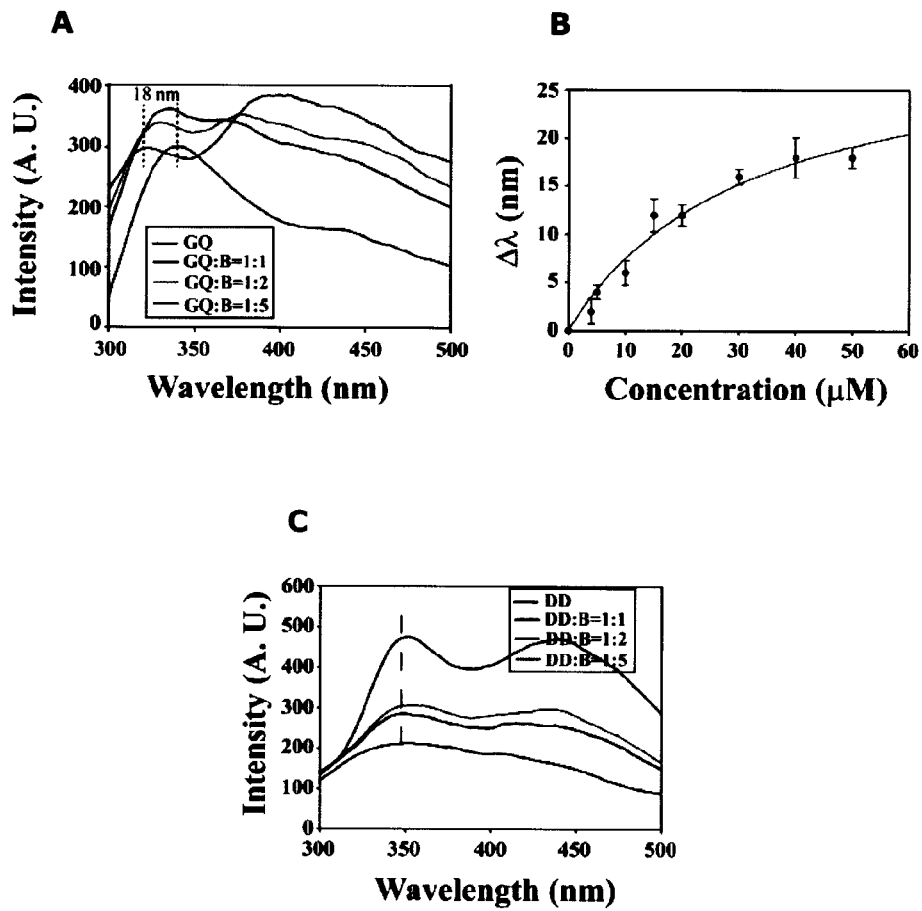 A
Intensity (A. U.)
400
300
200
100
0
18 nm
GQ
GQ:B=1:1
GQ:B=1:2
GQ:B=1:5
300
350
400
450
500
Wavelength (nm)
B
Δλ (nm)
25
20
15
10
5
0
0
10
20
30
40
50
60
Concentration (μM)
C
Intensity (A. U.)
600
500
400
300
200
100
0
DD
DD:B=1:1
DD:B=1:2
DD:B=1:5
300
350
400
450
500
Wavelength (nm)